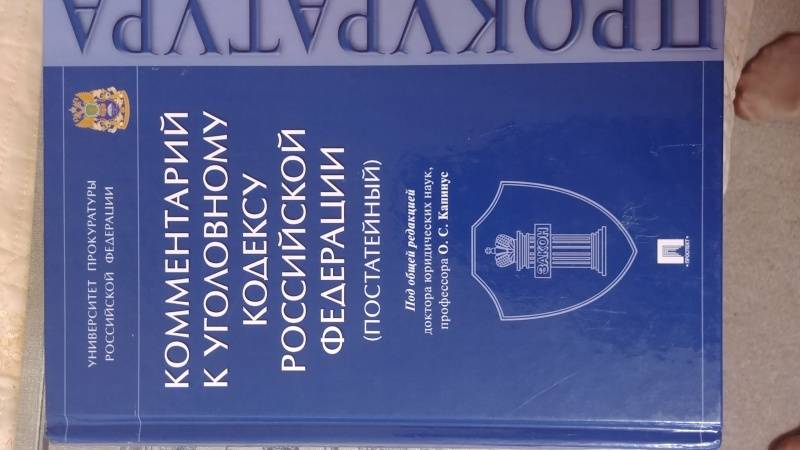 ПРОКУРАТУРА
УНИВЕРСИТЕТ ПРОКУРАТУРЫ
РОССИЙСКОЙ ФЕДЕРАЦИИ
КОММЕНТАРИЙ
К УГОЛОВНОМУ
КОДЕКСУ
РОССИЙСКОЙ
ФЕДЕРАЦИИ
(ПОСТАТЕЙНЫЙ)
Под общей редакцией
доктора юридических наук,
профессора О. С. Капинус
ЗАКОН
•ПРОСПЕКТ•